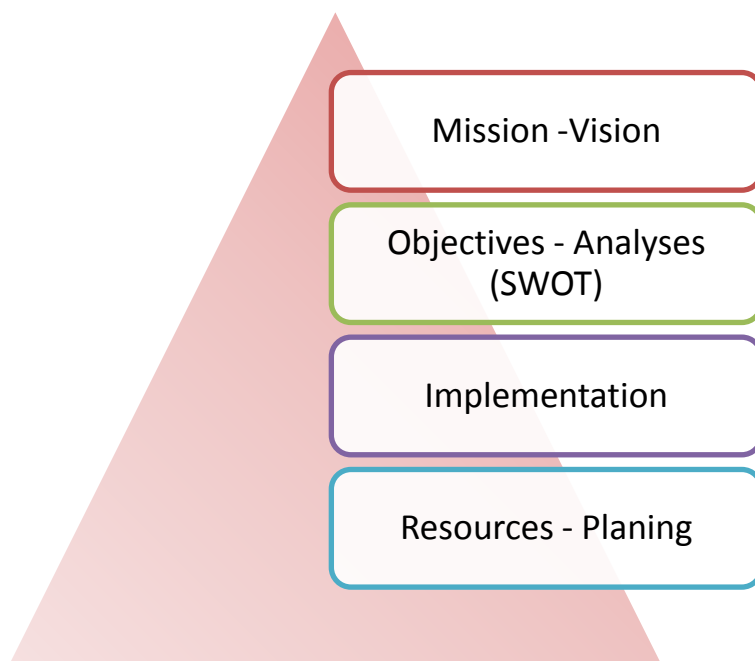 Mission -Vision
Objectives - Analyses
(SWOT)
Implementation
Resources - Planing